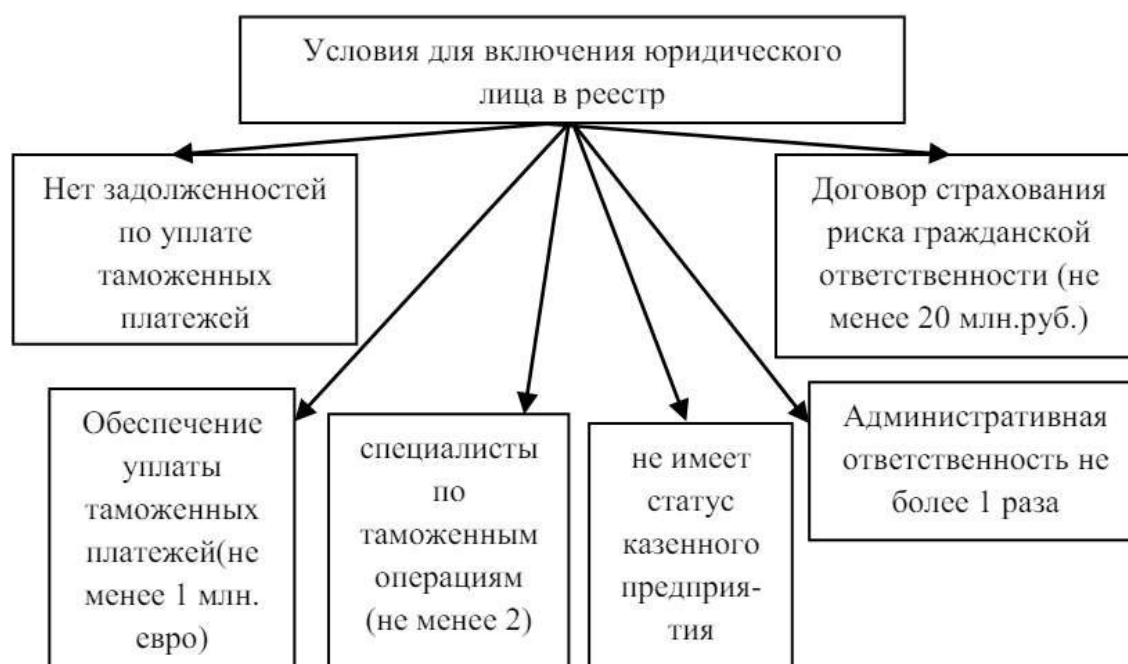 Условия для включения юридического
лица в реестр
Нет задолженностей
по уплате
таможенных
платежей
Договор страхования
риска гражданской
ответственности (не
менее 20 млн.руб.)
Обеспечение
уплаты
таможенных
платежей(не
менее 1 млн.
евро)
специалисты
по
таможенным
операциям
(не менее 2)
не имеет
статус
казенного
предприя-
тия
Административная
ответственность не
более 1 раза